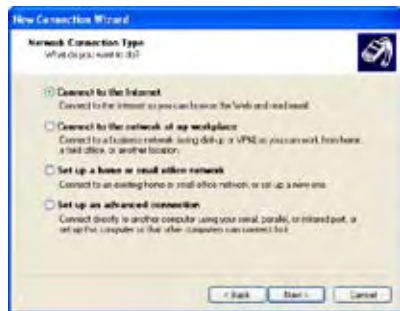 New Connection Wizard
Network Connection Type
What do you want to do?
Connect to the Internet
Connect to the Internet so you can browse the Web and read email.
Connect to the network at my workplace
Connect to a business network (using dial-up or VPN) so you can work from home,
a field office, or another location.
Set up a home or small office network
Connect to an existing home or small office network or set up a new one.
Set up an advanced connection
Connect directly to another computer using your serial, parallel, or infrared port, or
set up this computer so that other computers can connect to it.
< Back
Next >
Cancel